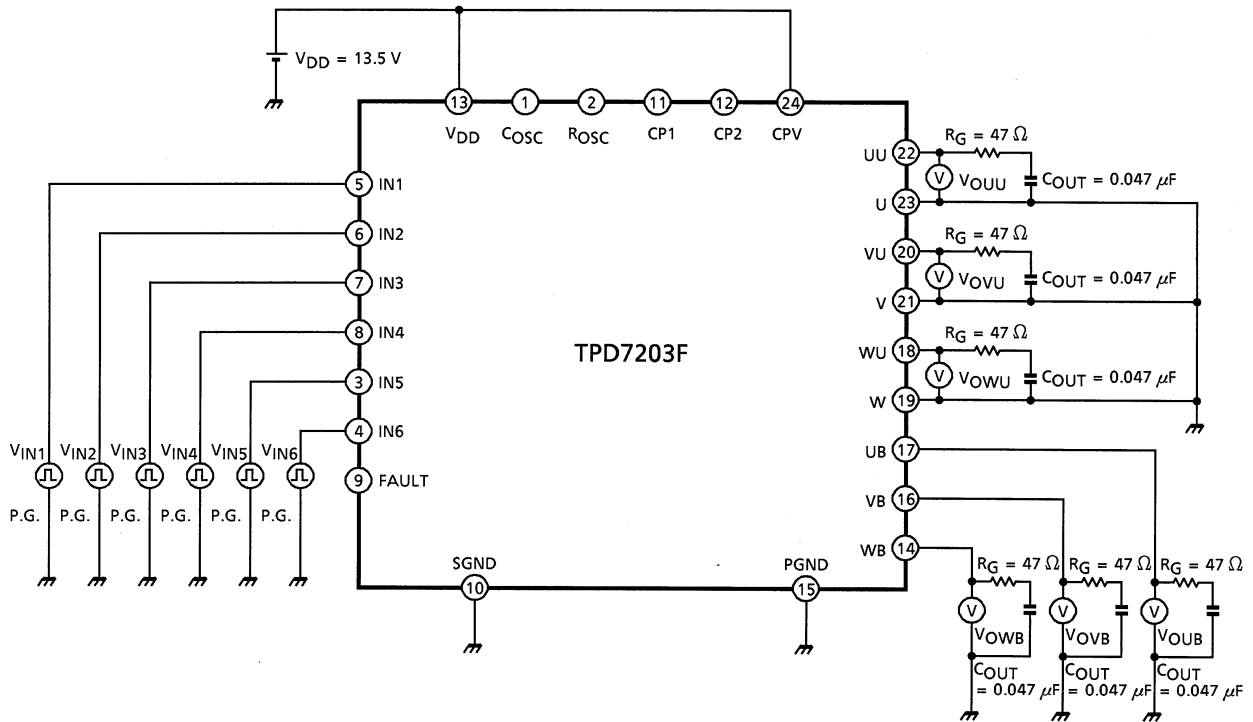 VDD = 13.5 V
13 1 2 11 12 24
VDD COSC ROSC CP1 CP2 CPV
5 IN1
6 IN2
7 IN3
8 IN4
3 IN5
4 IN6
9 FAULT
TPD7203F
UU 22
U 23
VU 20
V 21
WU 18
W 19
UB 17
VB 16
WB 14
RG = 47 Ω
V VOUU COUT = 0.047 μF
RG = 47 Ω
V VOVU COUT = 0.047 μF
RG = 47 Ω
V VOWU COUT = 0.047 μF
VIN1 VIN2 VIN3 VIN4 VIN5 VIN6
P.G. P.G. P.G. P.G. P.G. P.G.
SGND
10
PGND
15
RG = 47 Ω RG = 47 Ω RG = 47 Ω
V V V
VOWB VOVB VOUB
COUT COUT COUT
= 0.047 μF = 0.047 μF = 0.047 μF